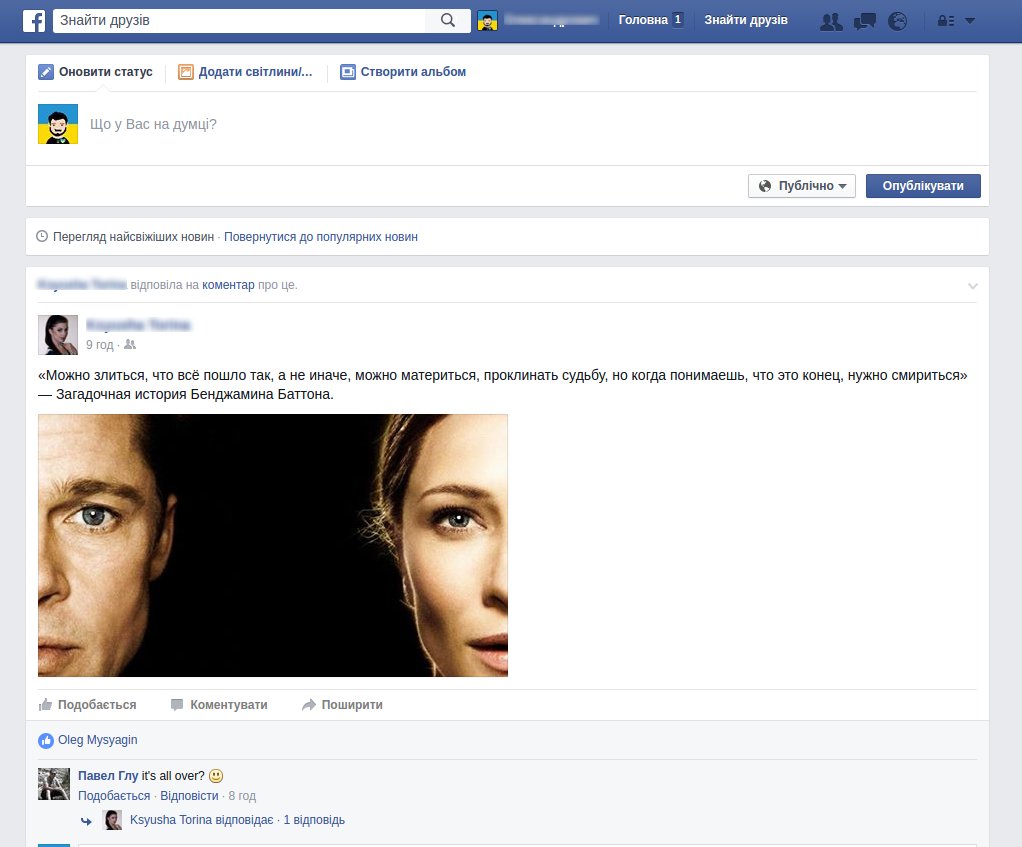 Знайти друзів
Головна 1
Знайти друзів
Оновити статус
Додати світлини/...
Створити альбом
Що у Вас на думці?
Публічно
Опублікувати
Перегляд найсвіжіших новин · Повернутися до популярних новин
відповіла на коментар про це.
9 год ·
«Можно злиться, что всё пошло так, а не иначе, можно материться, проклинать судьбу, но когда понимаешь, что это конец, нужно смириться»
— Загадочная история Бенджамина Баттона.
Подобається
Коментувати
Поширити
Oleg Mysyagin
Павел Глу it's all over?
Подобається · Відповісти · 8 год
Ksyusha Torina відповідає · 1 відповідь